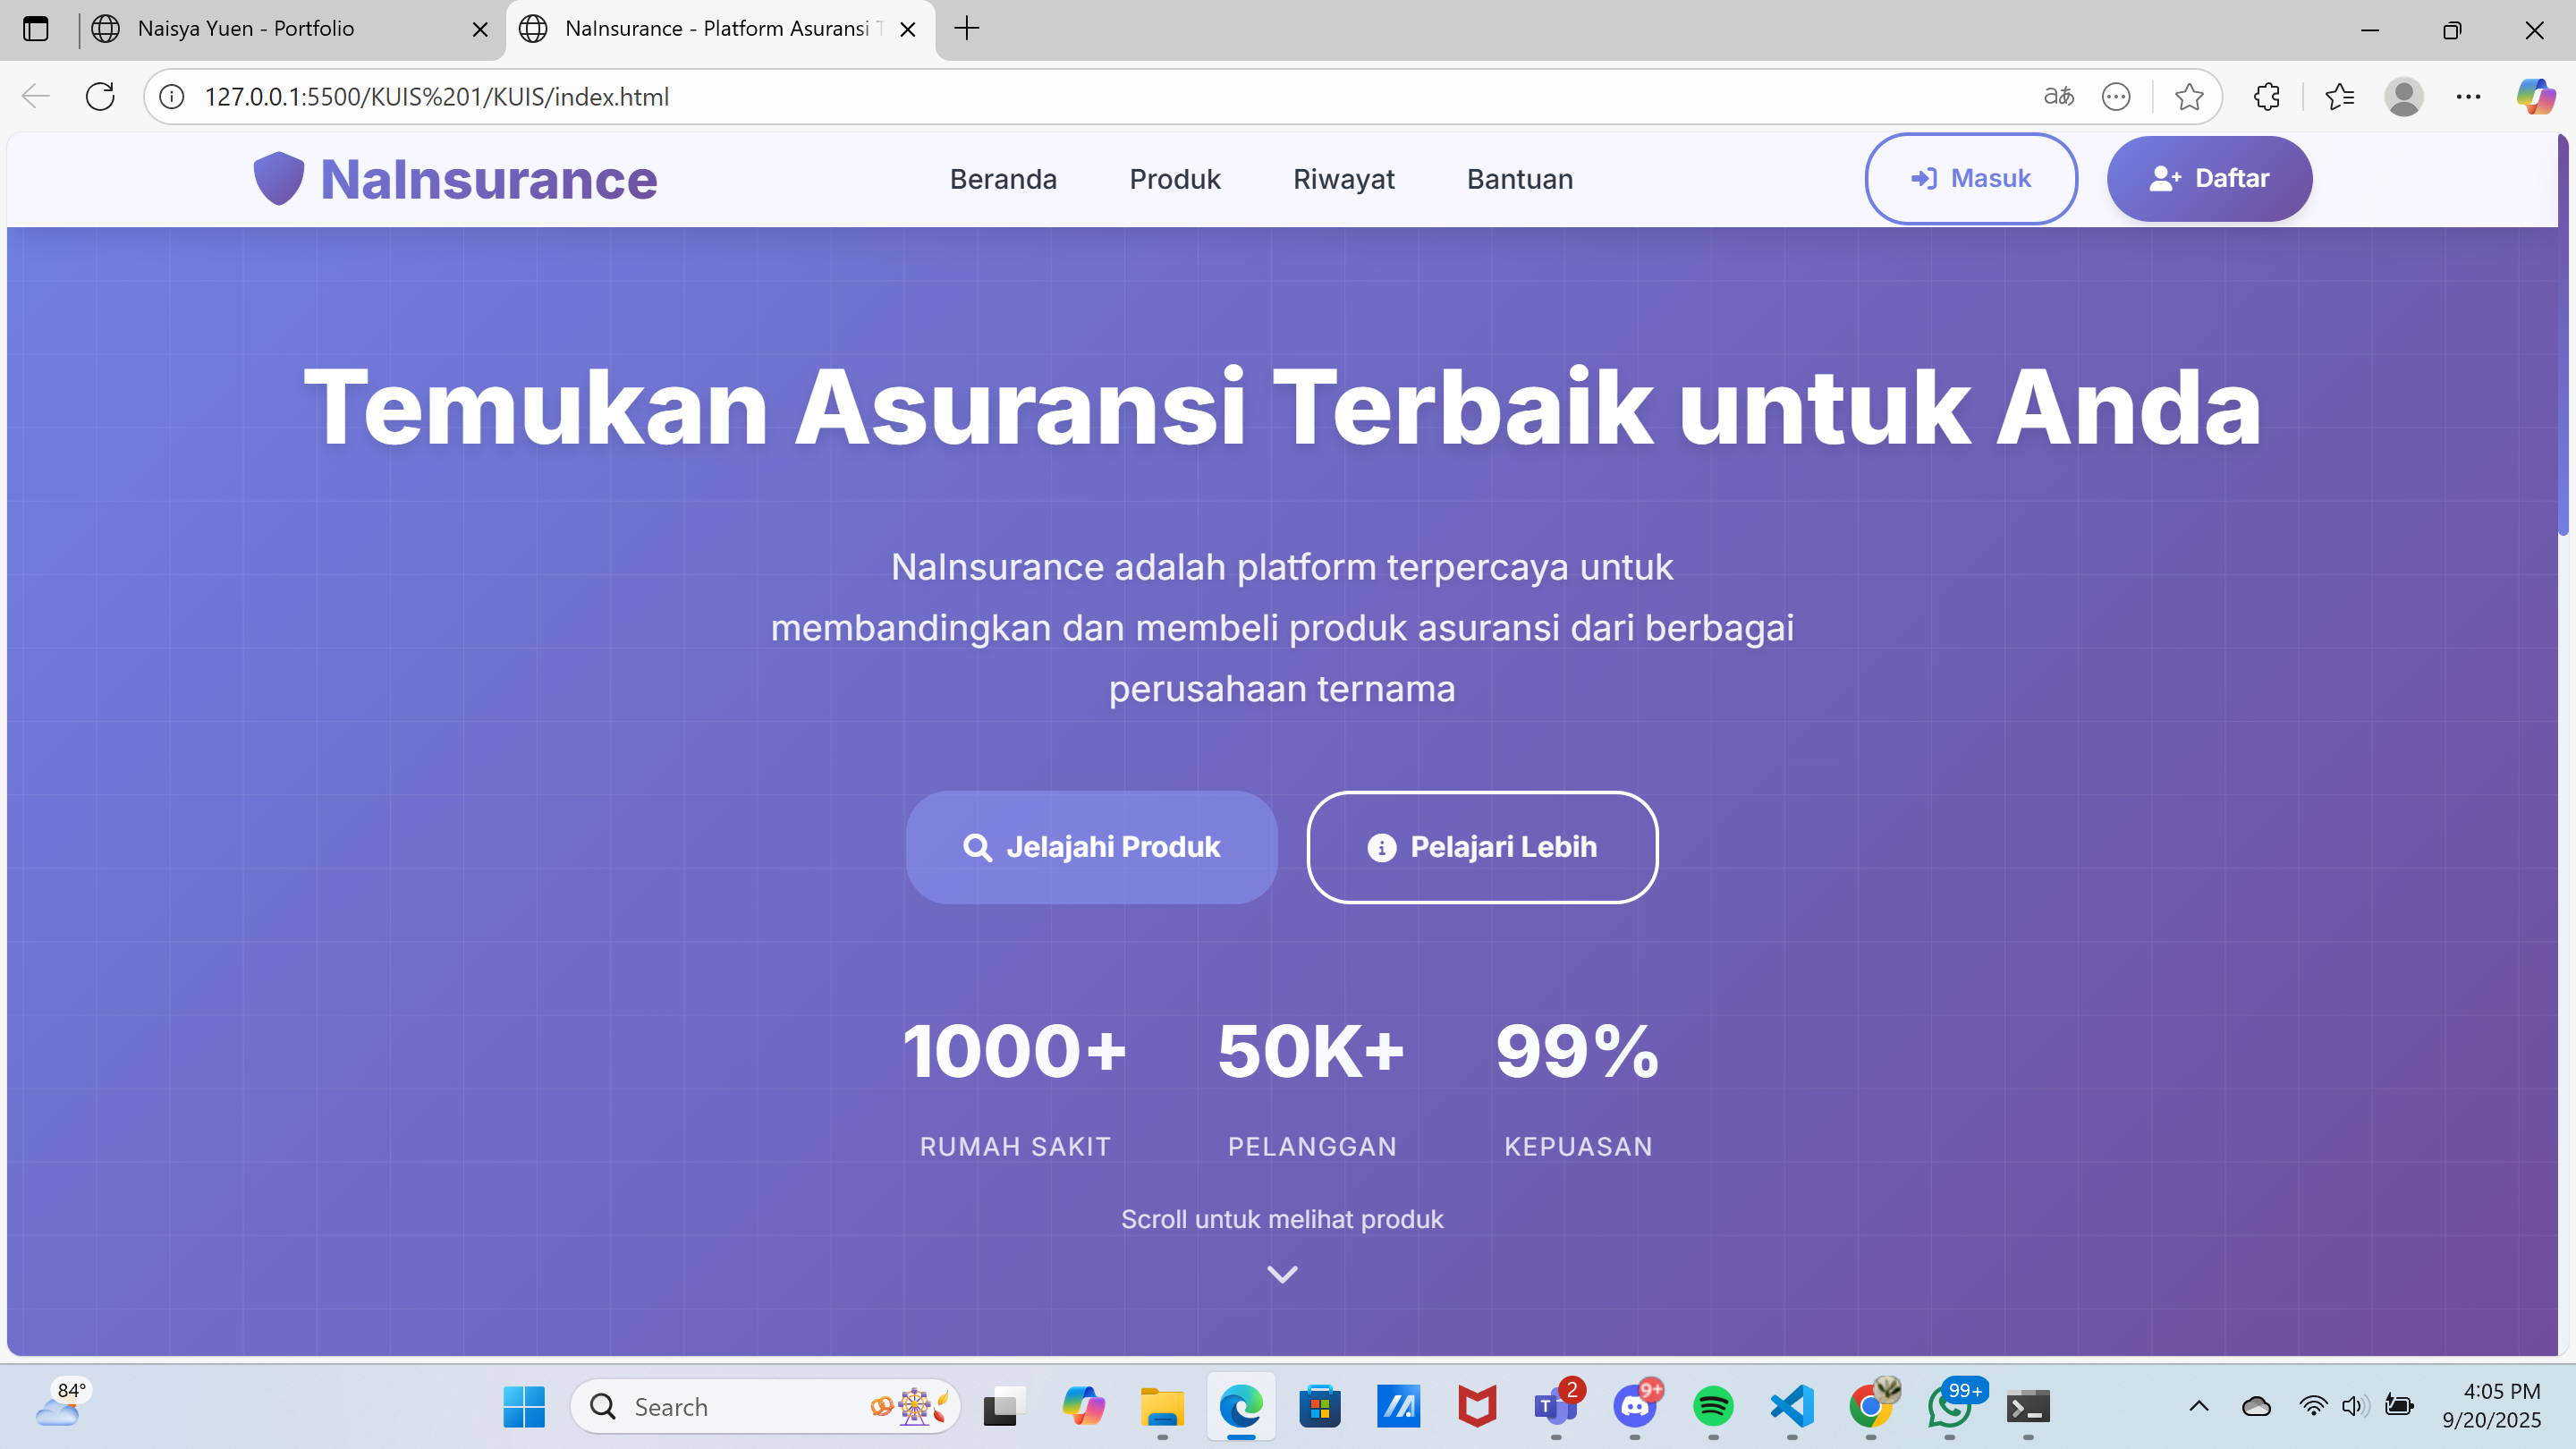 Naisya Yuen - Portfolio
NaInsurance - Platform Asuransi
127.0.0.1:5500/KUIS%201/KUIS/index.html
aあ
NaInsurance
Beranda
Produk
Riwayat
Bantuan
Masuk
Daftar
Temukan Asuransi Terbaik untuk Anda
NaInsurance adalah platform terpercaya untuk
membandingkan dan membeli produk asuransi dari berbagai
perusahaan ternama
Jelajahi Produk
Pelajari Lebih
1000+
50K+
99%
RUMAH SAKIT
PELANGGAN
KEPUASAN
Scroll untuk melihat produk
84°
Search
2
9+
99+
4:05 PM
9/20/2025